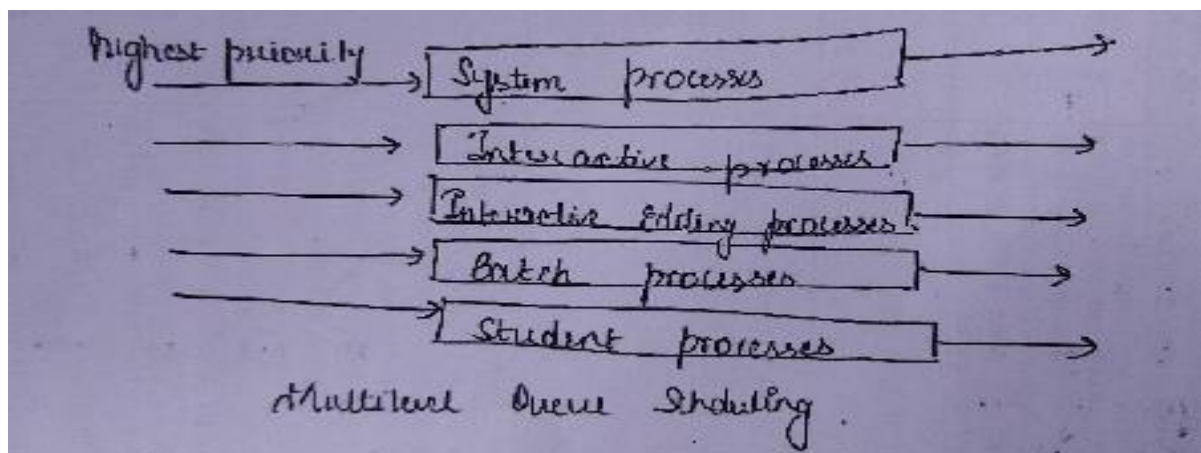 Highest priority
System processes
Interactive processes
Interactive Editing processes
Batch processes
Student processes
Multilevel Queue Scheduling.